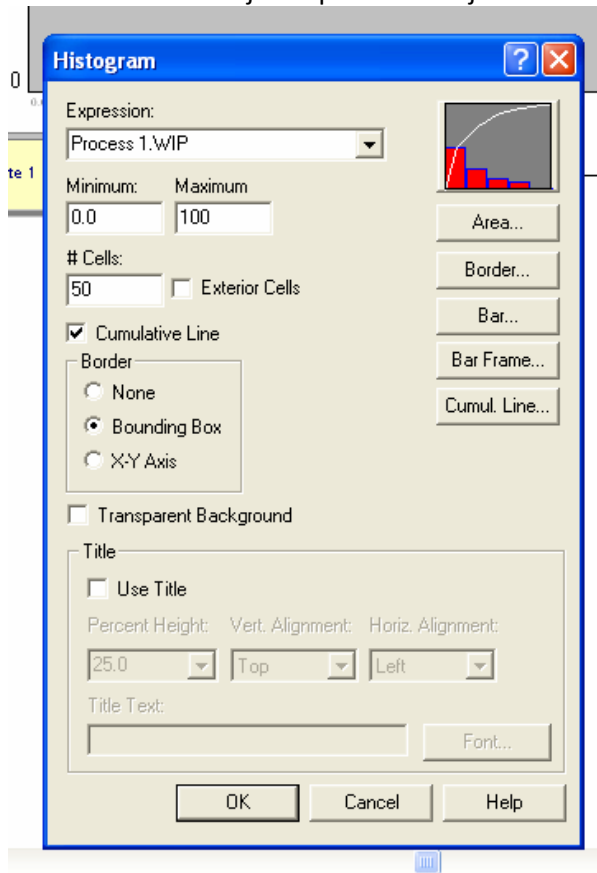 Histogram
0
0.
te 1
Expression:
Process 1.WIP
Minimum: Maximum
0.0 100
Area...
# Cells:
Border...
50 Exterior Cells
Bar...
Cumulative Line
Border
Bar Frame...
None
Cumul. Line...
Bounding Box
X-Y Axis
Transparent Background
Title
Use Title
Percent Height: Vert. Alignment: Horiz. Alignment:
25.0 Top Left
Title Text:
Font...
OK Cancel Help